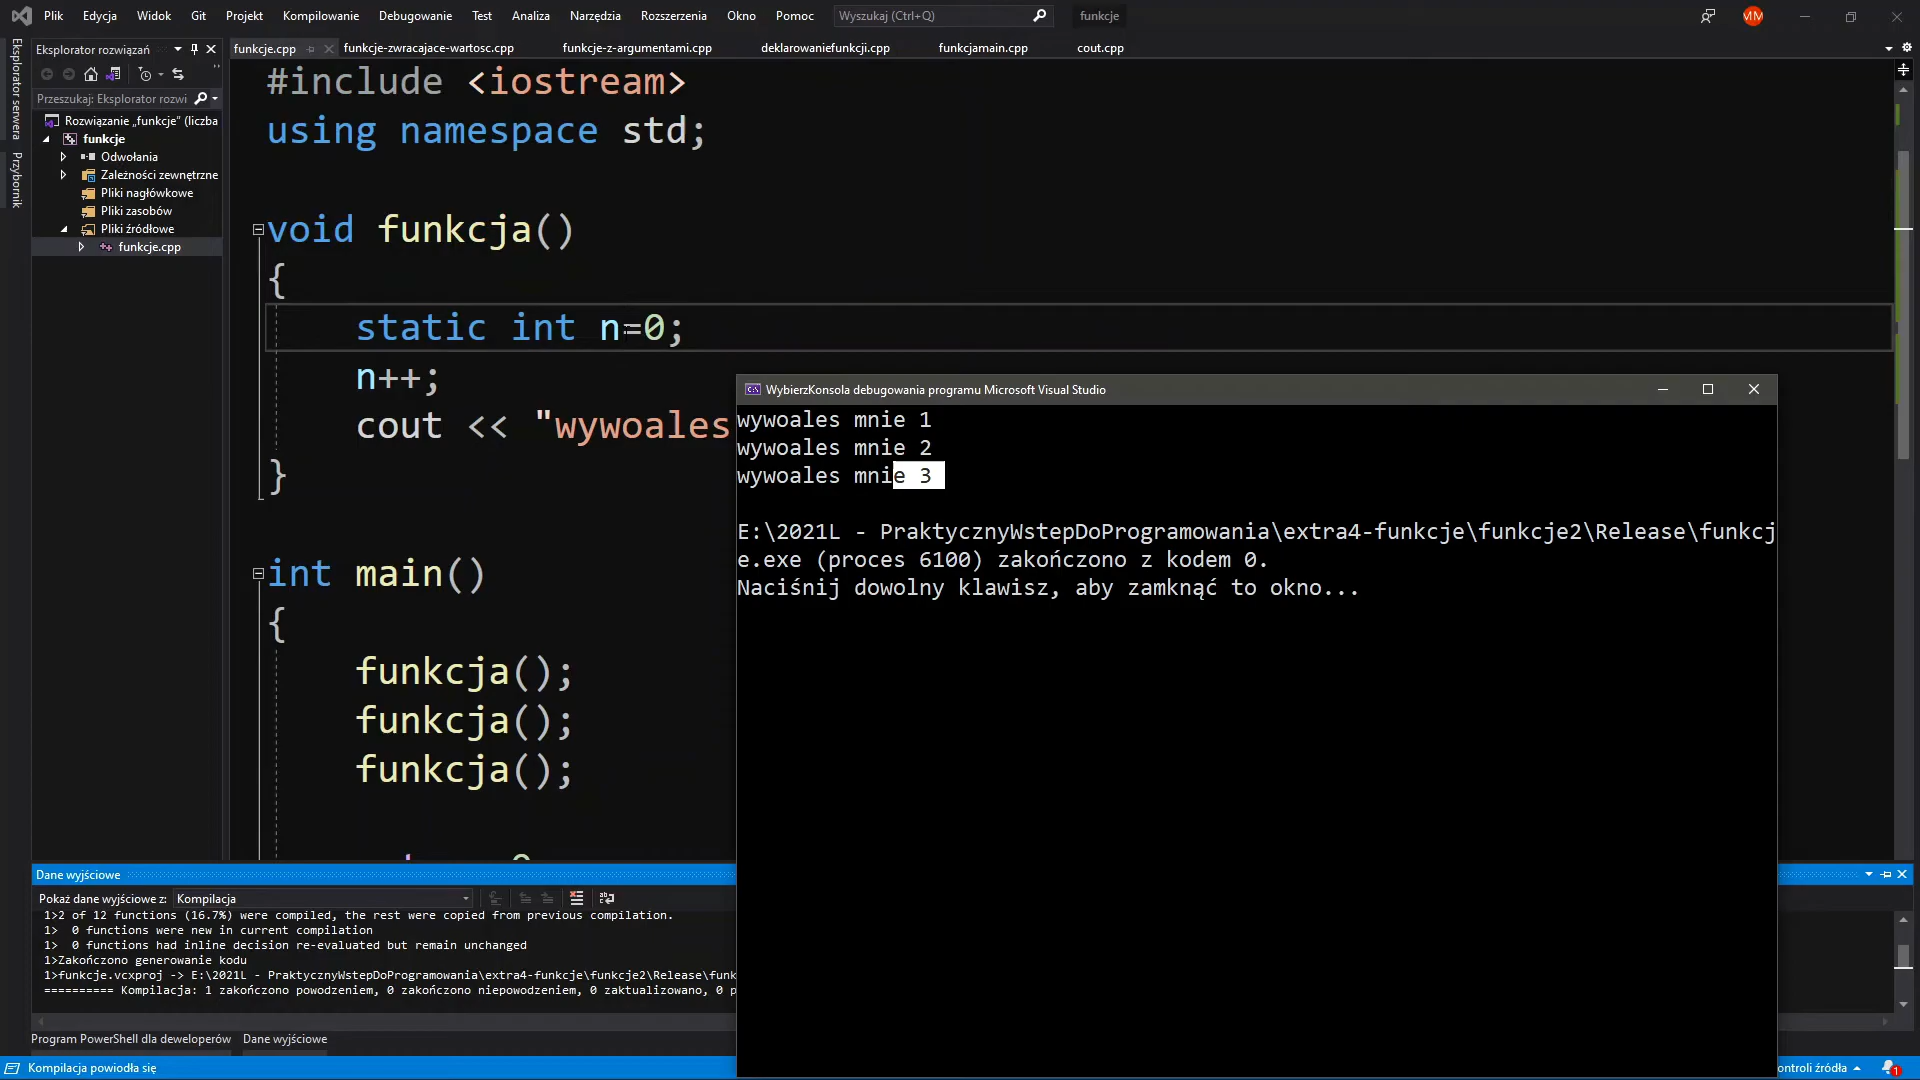 Plik Edycja Widok Git Projekt Kompilowanie Debugowanie Test Analiza Narzędzia Rozszerzenia Okno Pomoc Wyszukaj (Ctrl+Q) funkcje MM
Eksplorator serwera
Przybornik
Eksplorator rozwiązań
Przeszukaj: Eksplorator rozwi
Rozwiązanie „funkcje” (liczba
funkcje
Odwołania
Zależności zewnętrzne
Pliki nagłówkowe
Pliki zasobów
Pliki źródłowe
funkcje.cpp
funkcje.cpp funkcje-zwracajace-wartosc.cpp funkcje-z-argumentami.cpp deklarowaniefunkcji.cpp funkcjamain.cpp cout.cpp
#include <iostream>
using namespace std;
void funkcja()
{
static int n=0;
n++;
cout << "wywoales
}
int main()
{
funkcja();
funkcja();
funkcja();
WybierzKonsola debugowania programu Microsoft Visual Studio
wywoales mnie 1
wywoales mnie 2
wywoales mnie 3
E:\2021L - PraktycznyWstepDoProgramowania\extra4-funkcje\funkcje2\Release\funkcj
e.exe (proces 6100) zakończono z kodem 0.
Naciśnij dowolny klawisz, aby zamknąć to okno...
Dane wyjściowe
Pokaż dane wyjściowe z: Kompilacja
1>2 of 12 functions (16.7%) were compiled, the rest were copied from previous compilation.
1>  0 functions were new in current compilation
1>  0 functions had inline decision re-evaluated but remain unchanged
1>Zakończono generowanie kodu
1>funkcje.vcxproj -> E:\2021L - PraktycznyWstepDoProgramowania\extra4-funkcje\funkcje2\Release\funk
========== Kompilacja: 1 zakończono powodzeniem, 0 zakończono niepowodzeniem, 0 zaktualizowano, 0 p
Program PowerShell dla deweloperów Dane wyjściowe
Kompilacja powiodła się
ontroli źródła 1